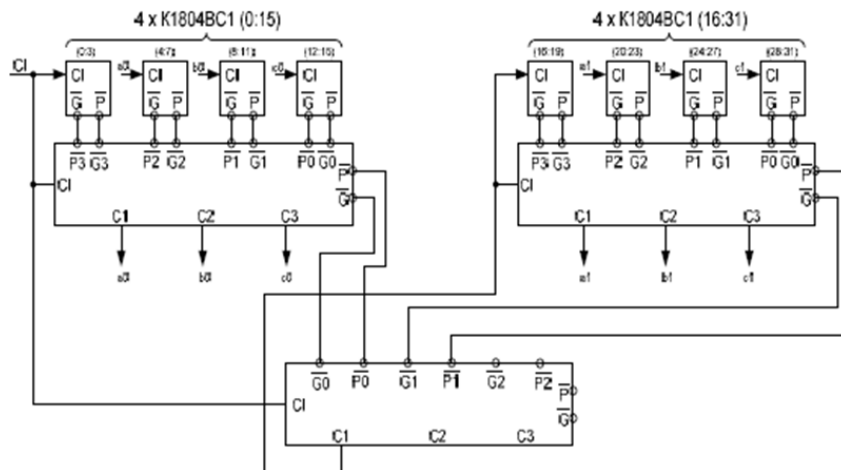 4 x K1804BC1 (0:15) 4 x K1804BC1 (16:31)
(0:3) (4:7) (8:11) (12:15) (16:19) (20:23) (24:27) (28:31)
CI CI a0 CI b0 CI c0 CI CI a1 CI b1 CI c1 CI
G P G P G P G P G P G P G P G P
P3 G3 P2 G2 P1 G1 P0 G0 P3 G3 P2 G2 P1 G1 P0 G0
CI P CI P
G G
C1 C2 C3 C1 C2 C3
a0 b0 c0 a1 b1 c1
G0 P0 G1 P1 G2 P2
P
CI G
C1 C2 C3